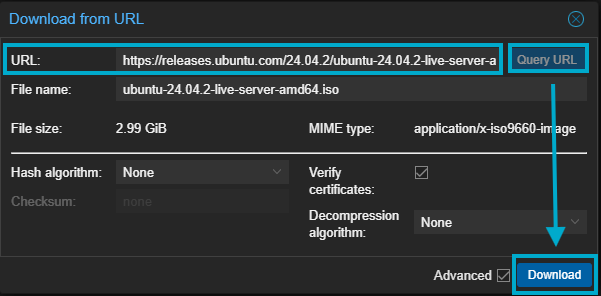 Download from URL
URL: https://releases.ubuntu.com/24.04.2/ubuntu-24.04.2-live-server-a Query URL
File name: ubuntu-24.04.2-live-server-amd64.iso
File size: 2.99 GiB MIME type: application/x-iso9660-image
Hash algorithm: None Verify
certificates:
Checksum: none
Decompression
algorithm: None
Advanced Download